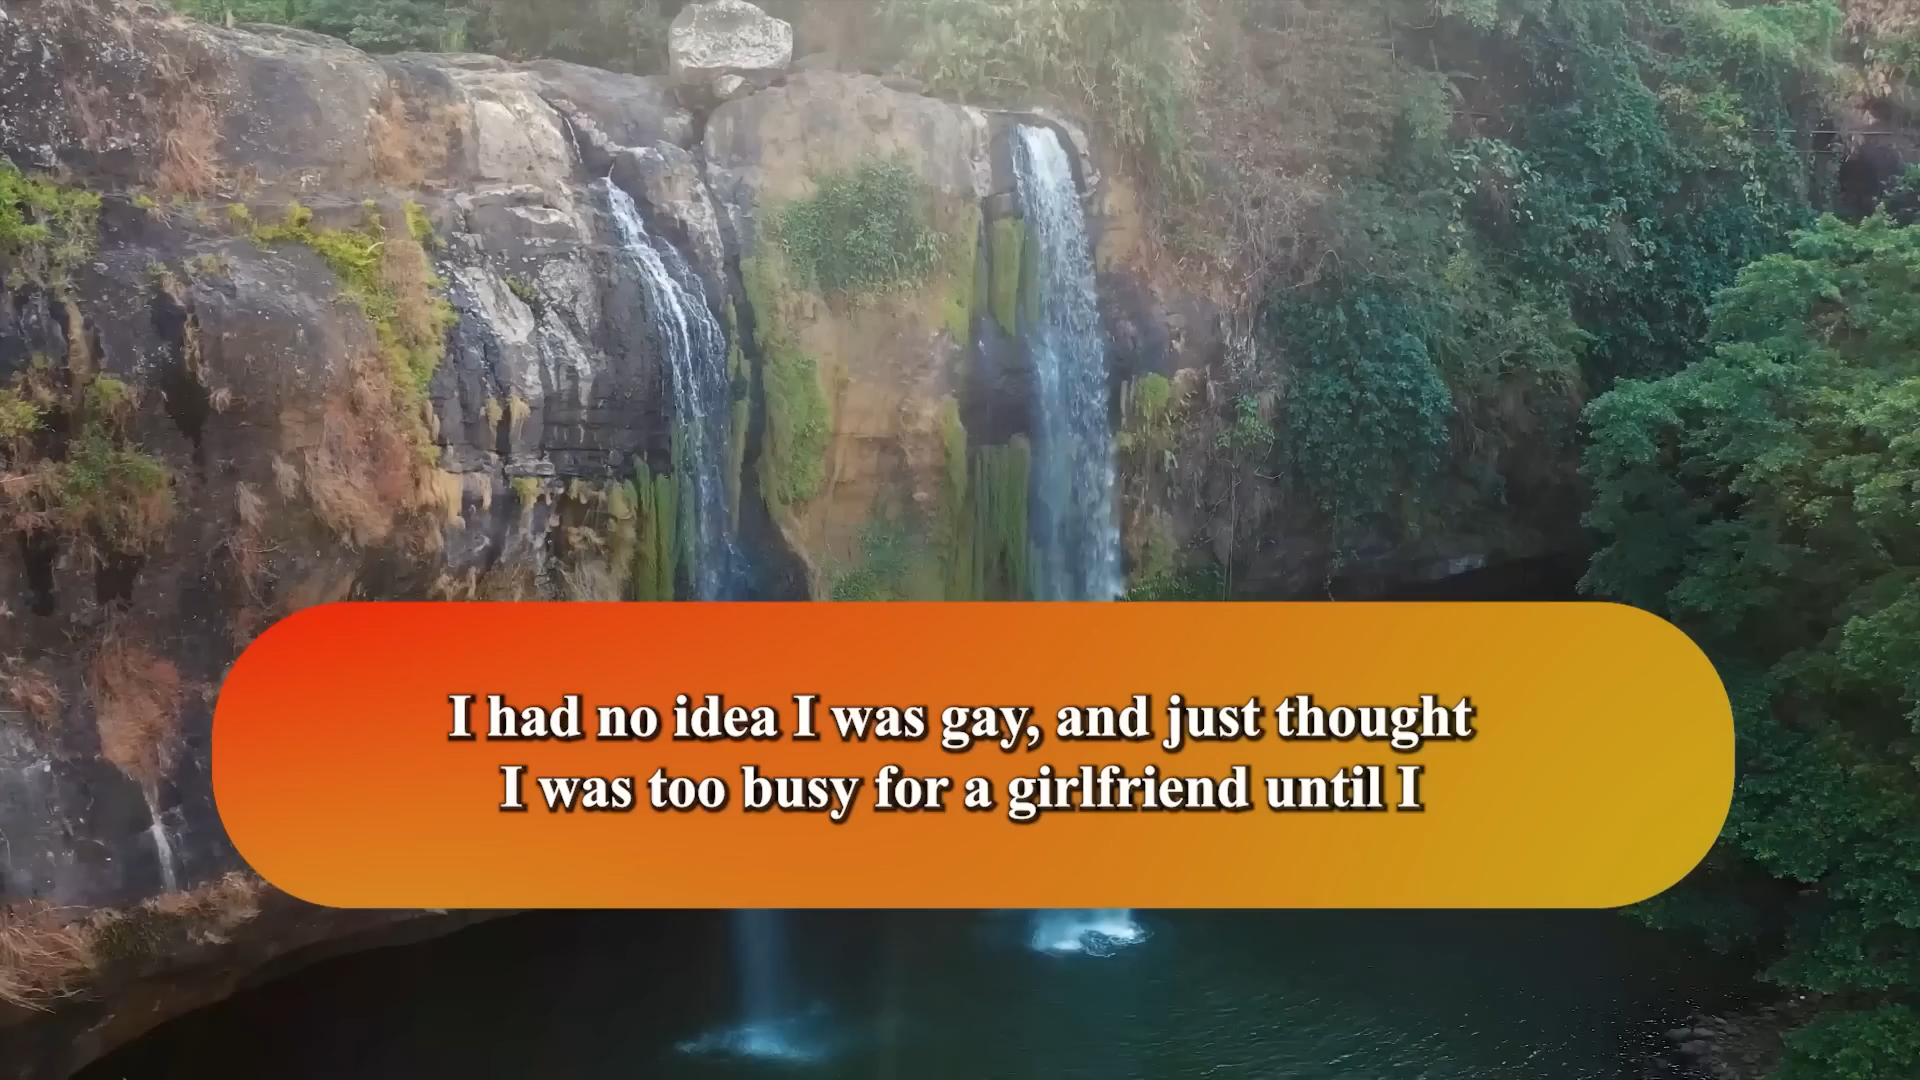 I had no idea I was gay, and just thought
I was too busy for a girlfriend until I